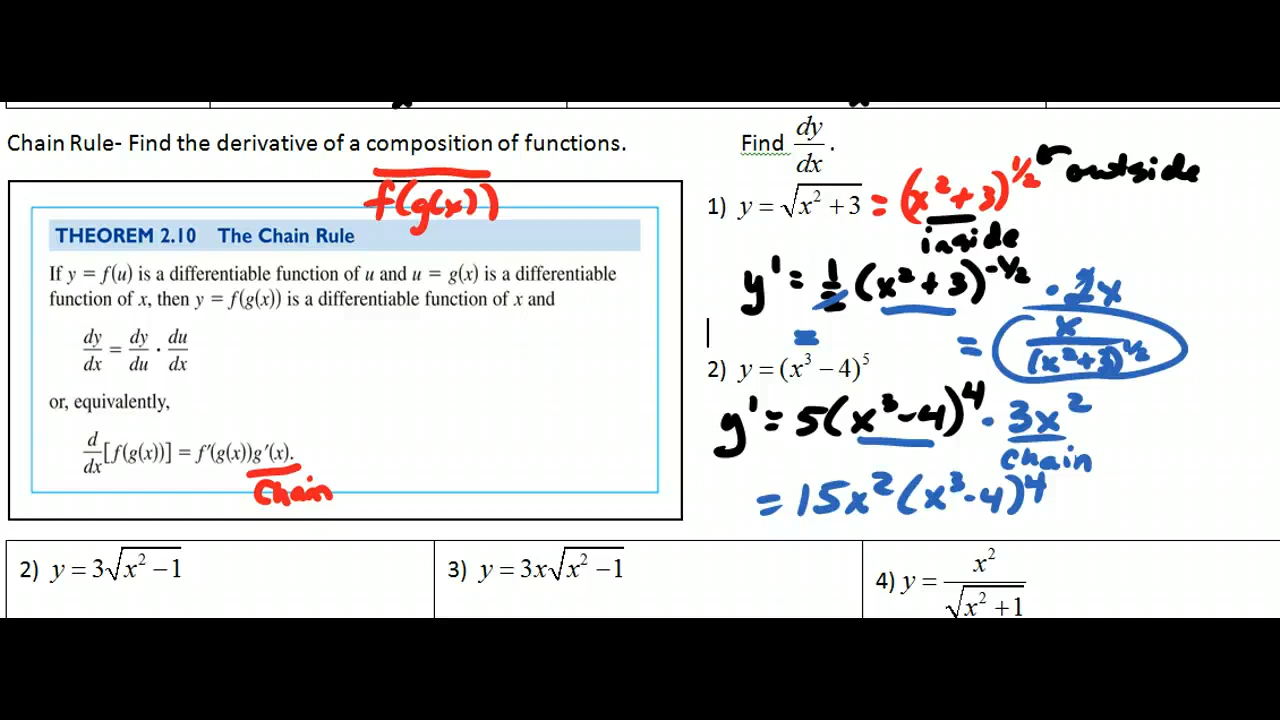 Chain Rule- Find the derivative of a composition of functions.
f(g(x))
THEOREM 2.10 The Chain Rule
If y = f(u) is a differentiable function of u and u = g(x) is a differentiable
function of x, then y = f(g(x)) is a differentiable function of x and
dy/dx = dy/du · du/dx
or, equivalently,
d/dx [f(g(x))] = f′(g(x))g′(x).
chain
Find dy/dx.
1) y = √(x² + 3) = (x² + 3)^1/2 ← outside
inside
y' = 1/2 (x² + 3)^-1/2 · 2x
= x/(x²+3)^1/2
2) y = (x³ − 4)⁵
y' = 5(x³-4)⁴ · 3x²
chain
= 15x²(x³-4)⁴
2) y = 3√(x² − 1)
3) y = 3x√(x² − 1)
4) y = x²/√(x² + 1)